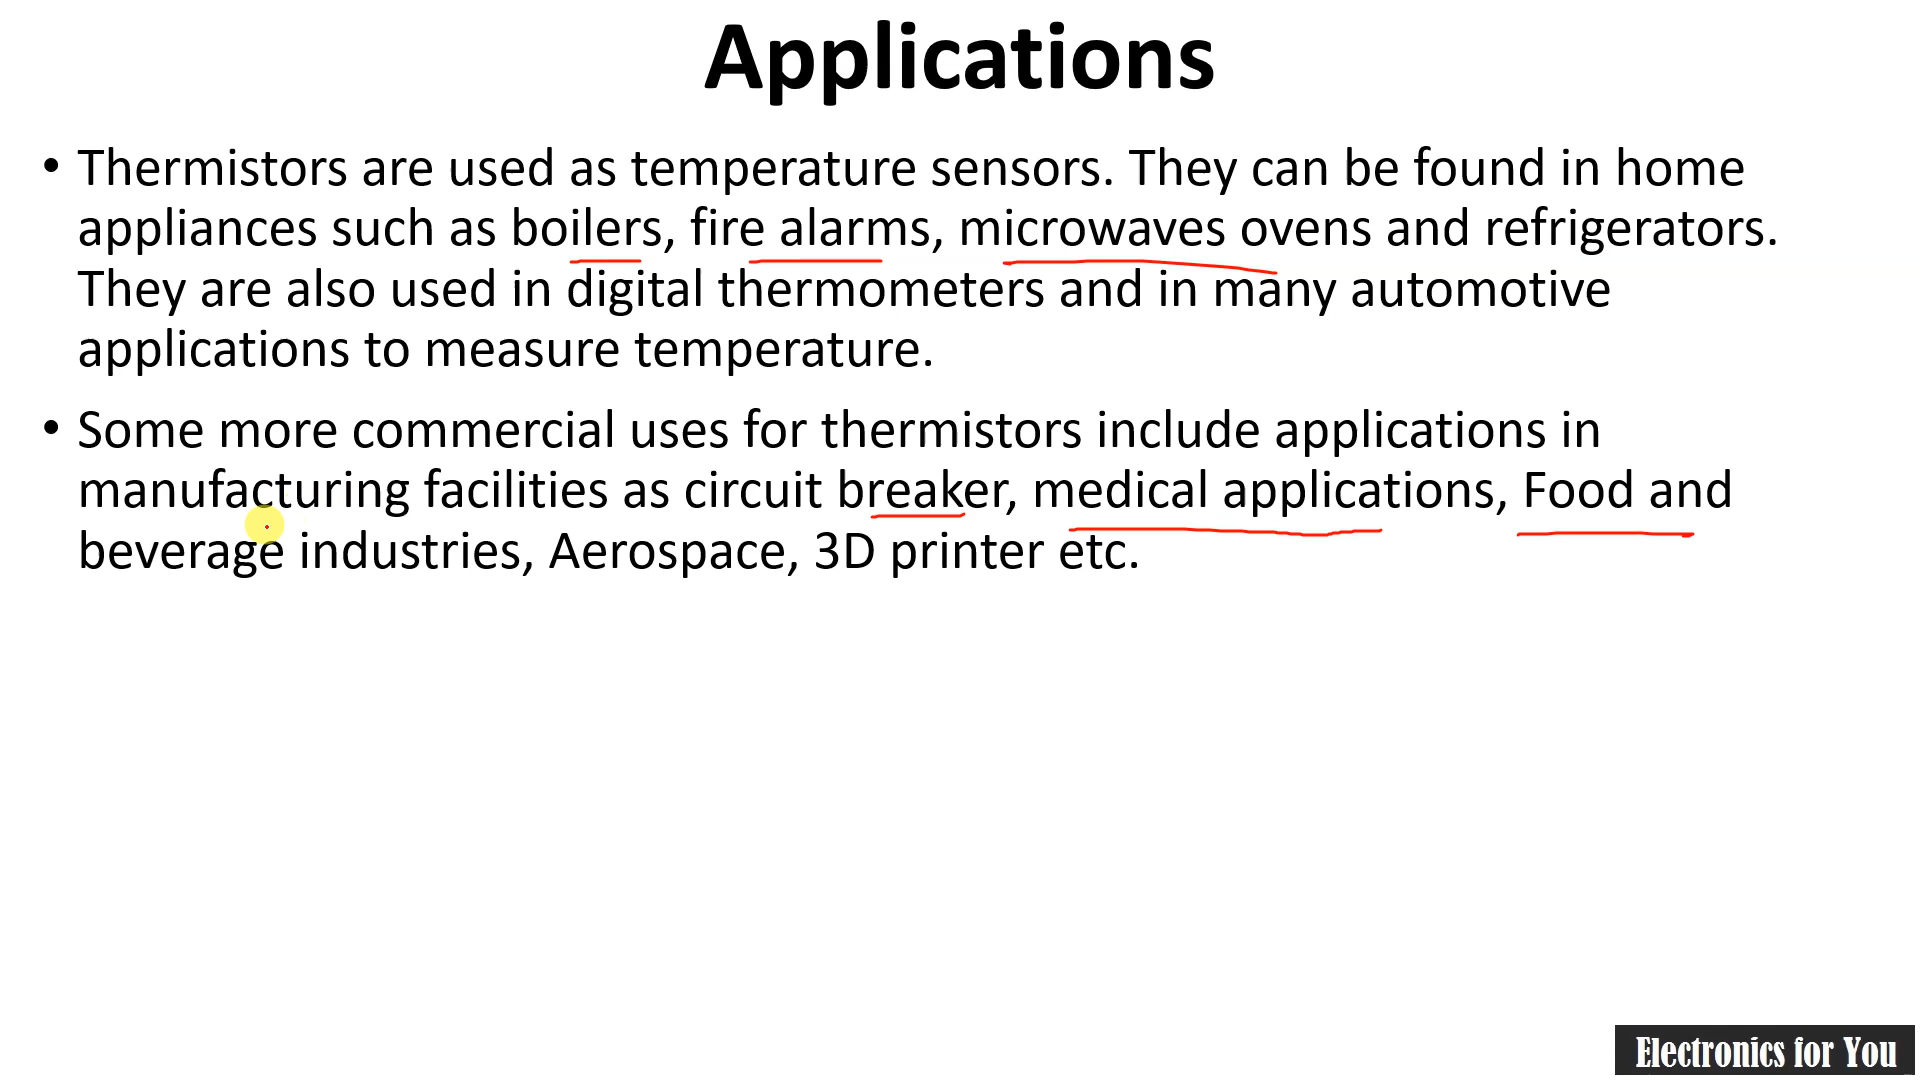 Applications
• Thermistors are used as temperature sensors. They can be found in home
appliances such as boilers, fire alarms, microwaves ovens and refrigerators.
They are also used in digital thermometers and in many automotive
applications to measure temperature.
• Some more commercial uses for thermistors include applications in
manufacturing facilities as circuit breaker, medical applications, Food and
beverage industries, Aerospace, 3D printer etc.
Electronics for You